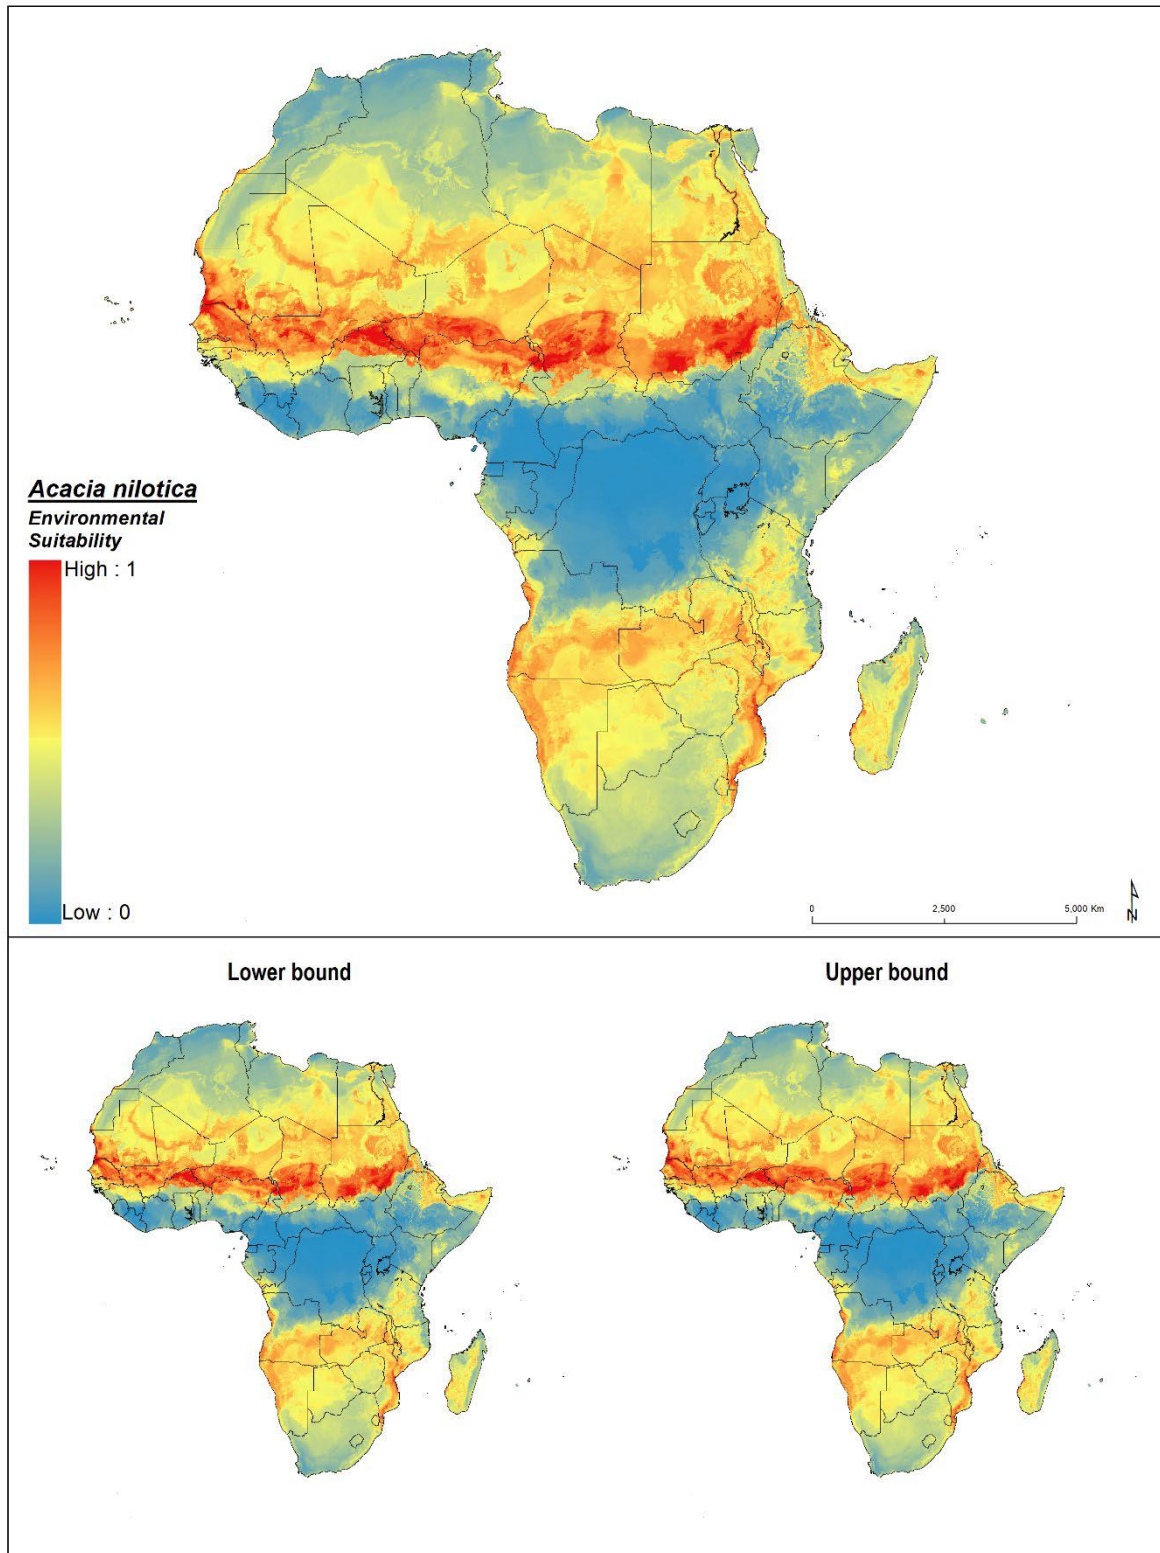 Acacia nilotica
Environmental
Suitability
High : 1
Low : 0
0 2,500 5,000 Km
N
Lower bound
Upper bound